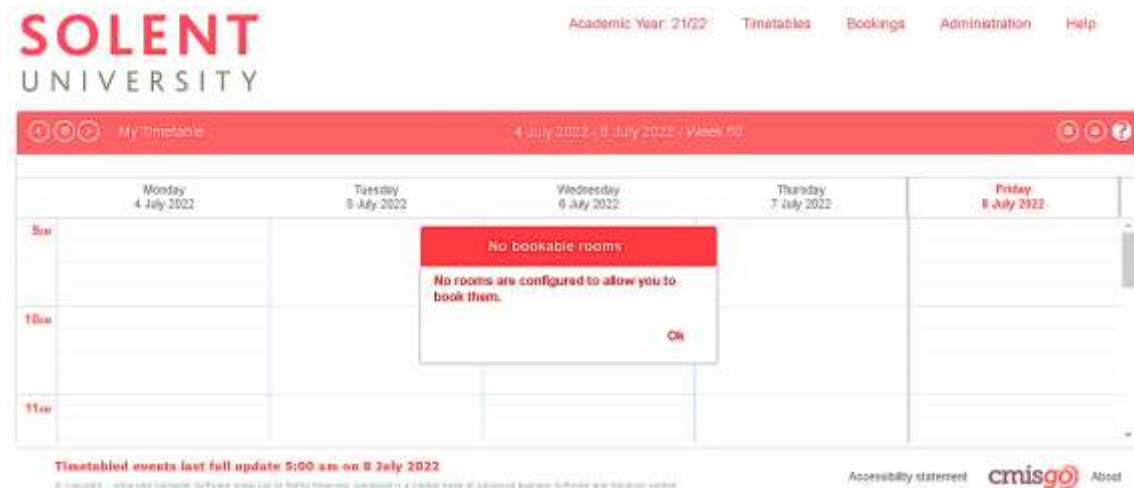 SOLENT
UNIVERSITY
Academic Year: 21/22 Timetables Bookings Administration Help
My Timetable 4 July 2022 - 8 July 2022 - Week 50
Monday Tuesday Wednesday Thursday Friday
4 July 2022 5 July 2022 6 July 2022 7 July 2022 8 July 2022
9AM
No bookable rooms
No rooms are configured to allow you to
book them.
10AM
Ok
11AM
Timetabled events last full update 5:00 am on 8 July 2022
Accessibility statement cmisgo About